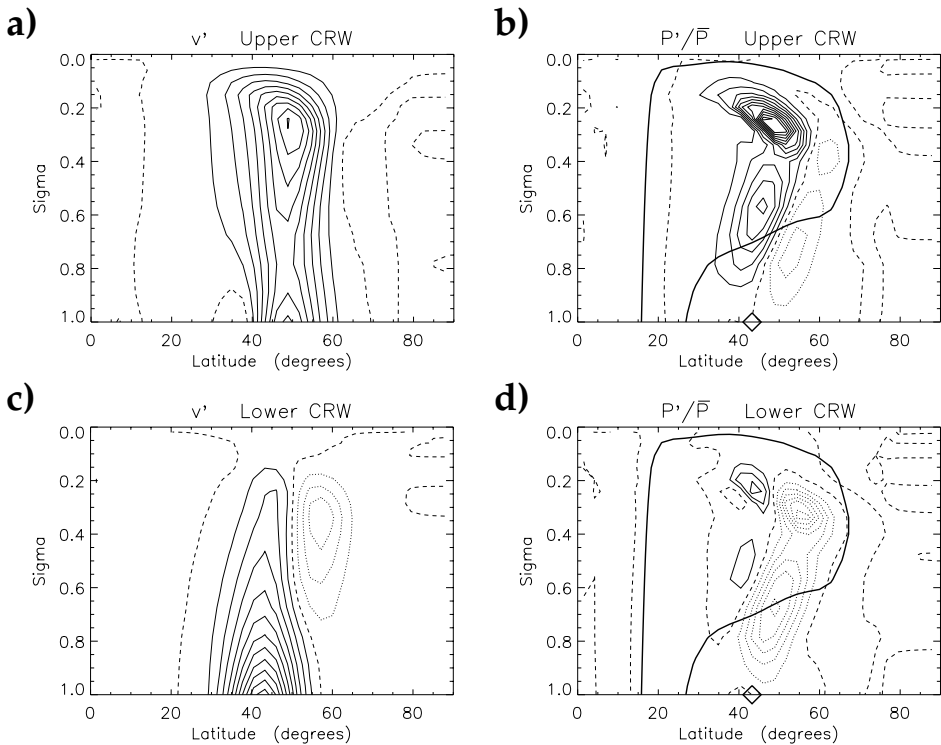 a)
v' Upper CRW
0.0
0.2
0.4
0.6
0.8
1.0
Sigma
0 20 40 60 80
Latitude (degrees)
b)
P'/P̅ Upper CRW
0.0
0.2
0.4
0.6
0.8
1.0
Sigma
0 20 40 60 80
Latitude (degrees)
c)
v' Lower CRW
0.0
0.2
0.4
0.6
0.8
1.0
Sigma
0 20 40 60 80
Latitude (degrees)
d)
P'/P̅ Lower CRW
0.0
0.2
0.4
0.6
0.8
1.0
Sigma
0 20 40 60 80
Latitude (degrees)